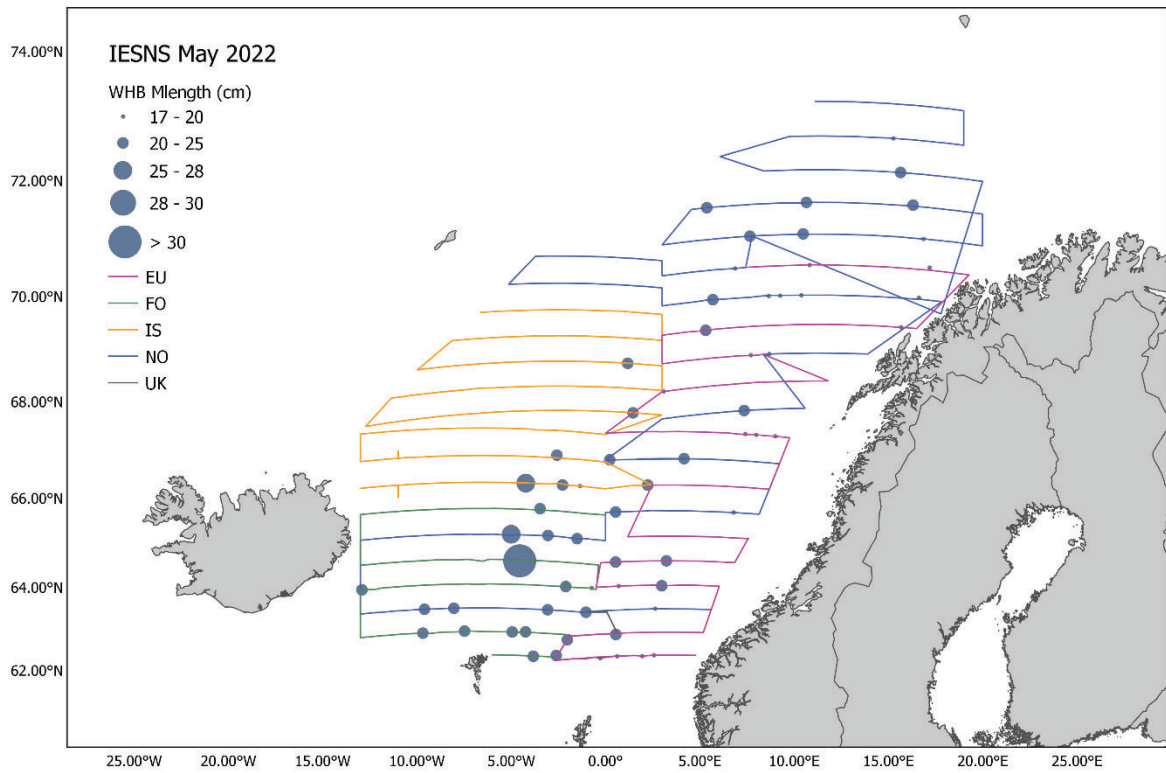 IESNS May 2022
WHB Mlength (cm)
17 - 20
20 - 25
25 - 28
28 - 30
> 30
EU
FO
IS
NO
UK
74.00°N
72.00°N
70.00°N
68.00°N
66.00°N
64.00°N
62.00°N
25.00°W 20.00°W 15.00°W 10.00°W 5.00°W 0.00°E 5.00°E 10.00°E 15.00°E 20.00°E 25.00°E